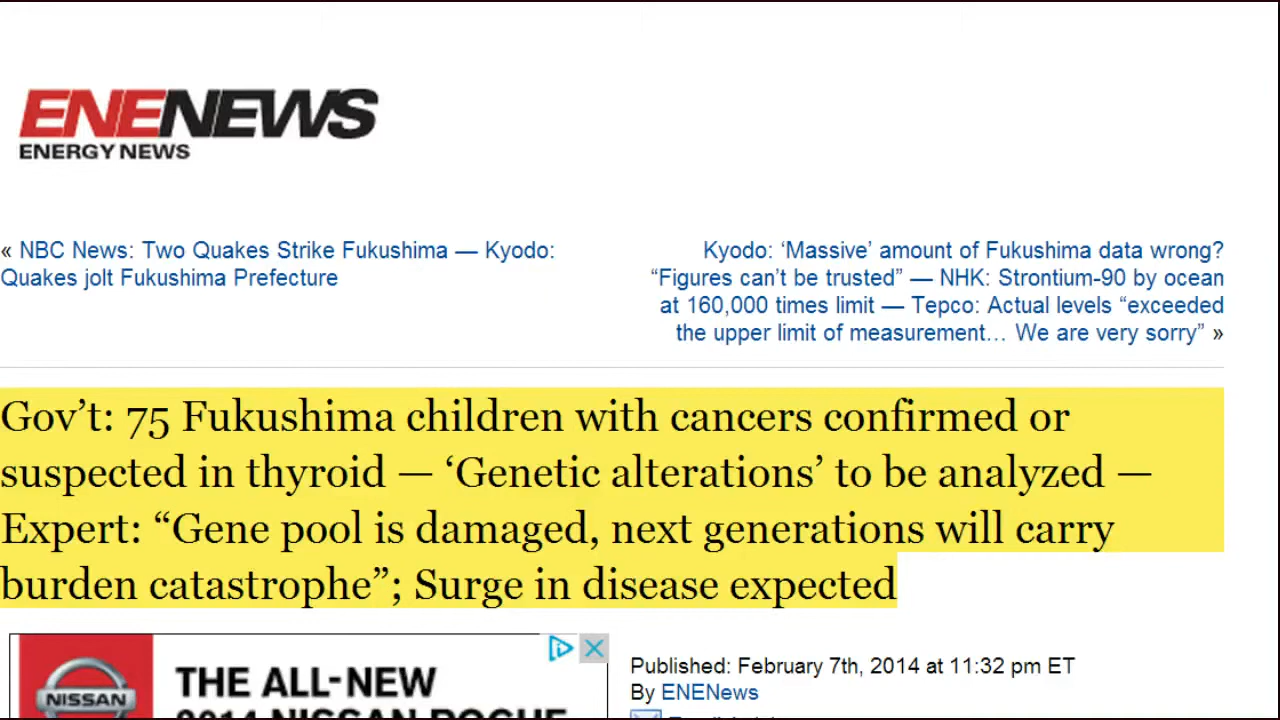 ENENEWS
ENERGY NEWS
« NBC News: Two Quakes Strike Fukushima — Kyodo:
Quakes jolt Fukushima Prefecture
Kyodo: ‘Massive’ amount of Fukushima data wrong?
“Figures can’t be trusted” — NHK: Strontium-90 by ocean
at 160,000 times limit — Tepco: Actual levels “exceeded
the upper limit of measurement… We are very sorry” »
Gov’t: 75 Fukushima children with cancers confirmed or
suspected in thyroid — ‘Genetic alterations’ to be analyzed —
Expert: “Gene pool is damaged, next generations will carry
burden catastrophe”; Surge in disease expected
NISSAN
THE ALL-NEW
2014 NISSAN ROGUE
Published: February 7th, 2014 at 11:32 pm ET
By ENENews